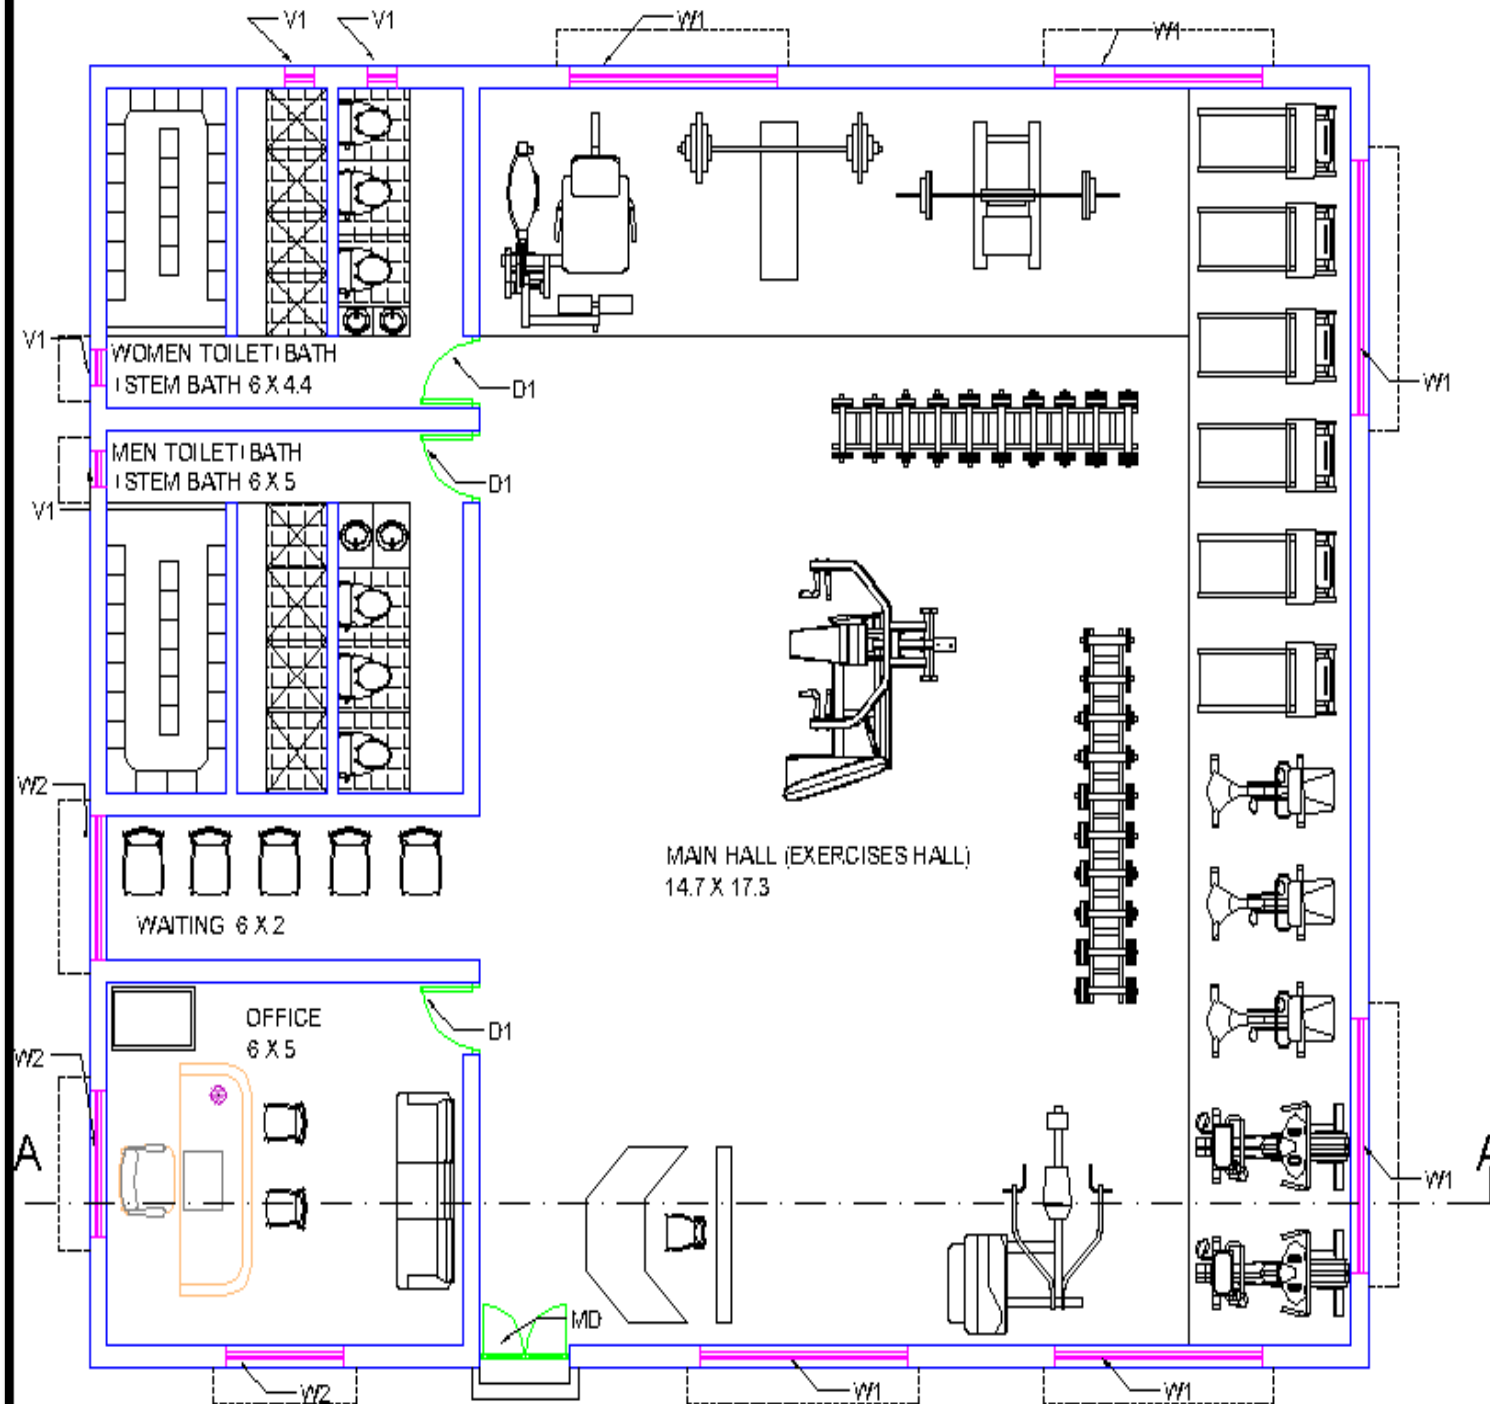 V1
V1
W1
W1
V1
WOMEN TOILET+BATH
+STEM BATH 6 X 4.4
D1
W1
MEN TOILET+BATH
+STEM BATH 6 X 5
D1
V1
W2
MAIN HALL (EXERCISES HALL)
14.7 X 17.3
WAITING 6 X 2
OFFICE
6 X 5
D1
W2
A
A
W1
MD
W2
W1
W1